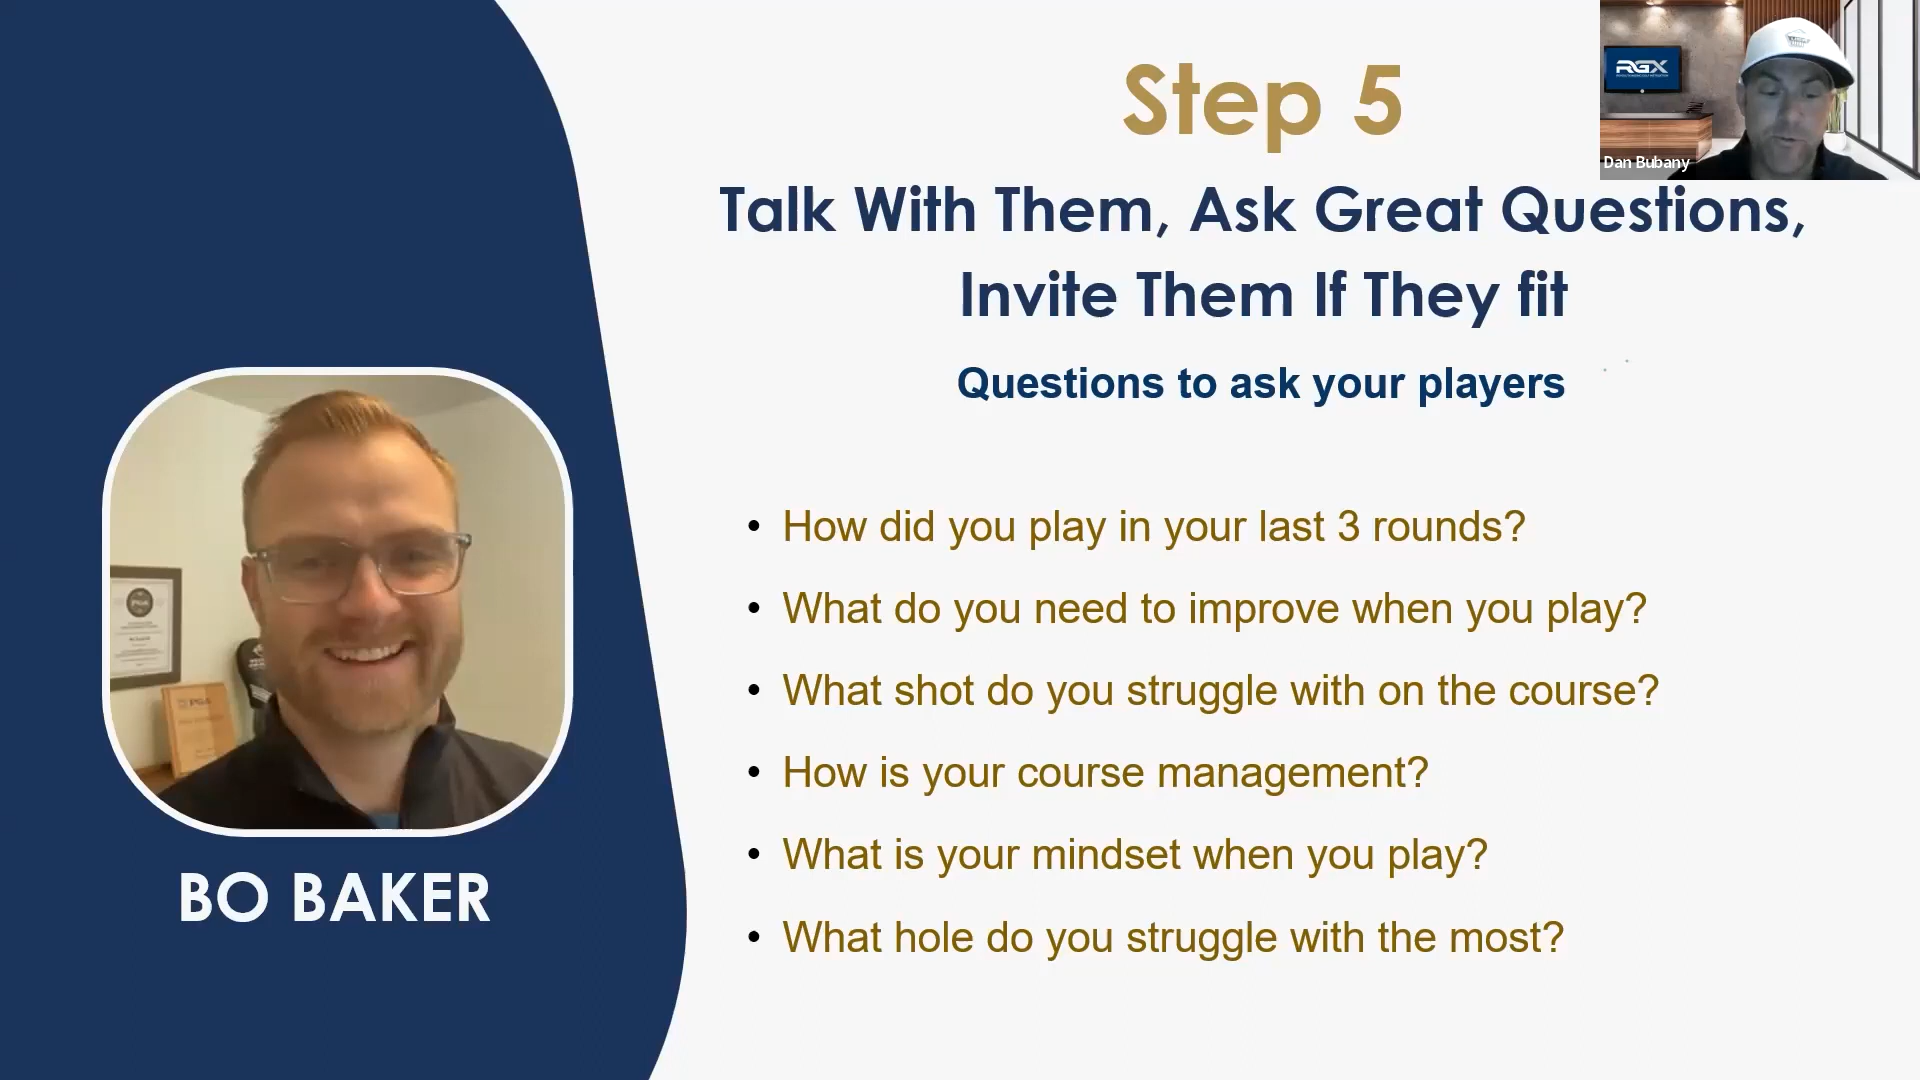 Step 5
RGX
Dan Bubany
Talk With Them, Ask Great Questions,
Invite Them If They fit
Questions to ask your players
• How did you play in your last 3 rounds?
• What do you need to improve when you play?
• What shot do you struggle with on the course?
• How is your course management?
• What is your mindset when you play?
• What hole do you struggle with the most?
PGA
BO BAKER